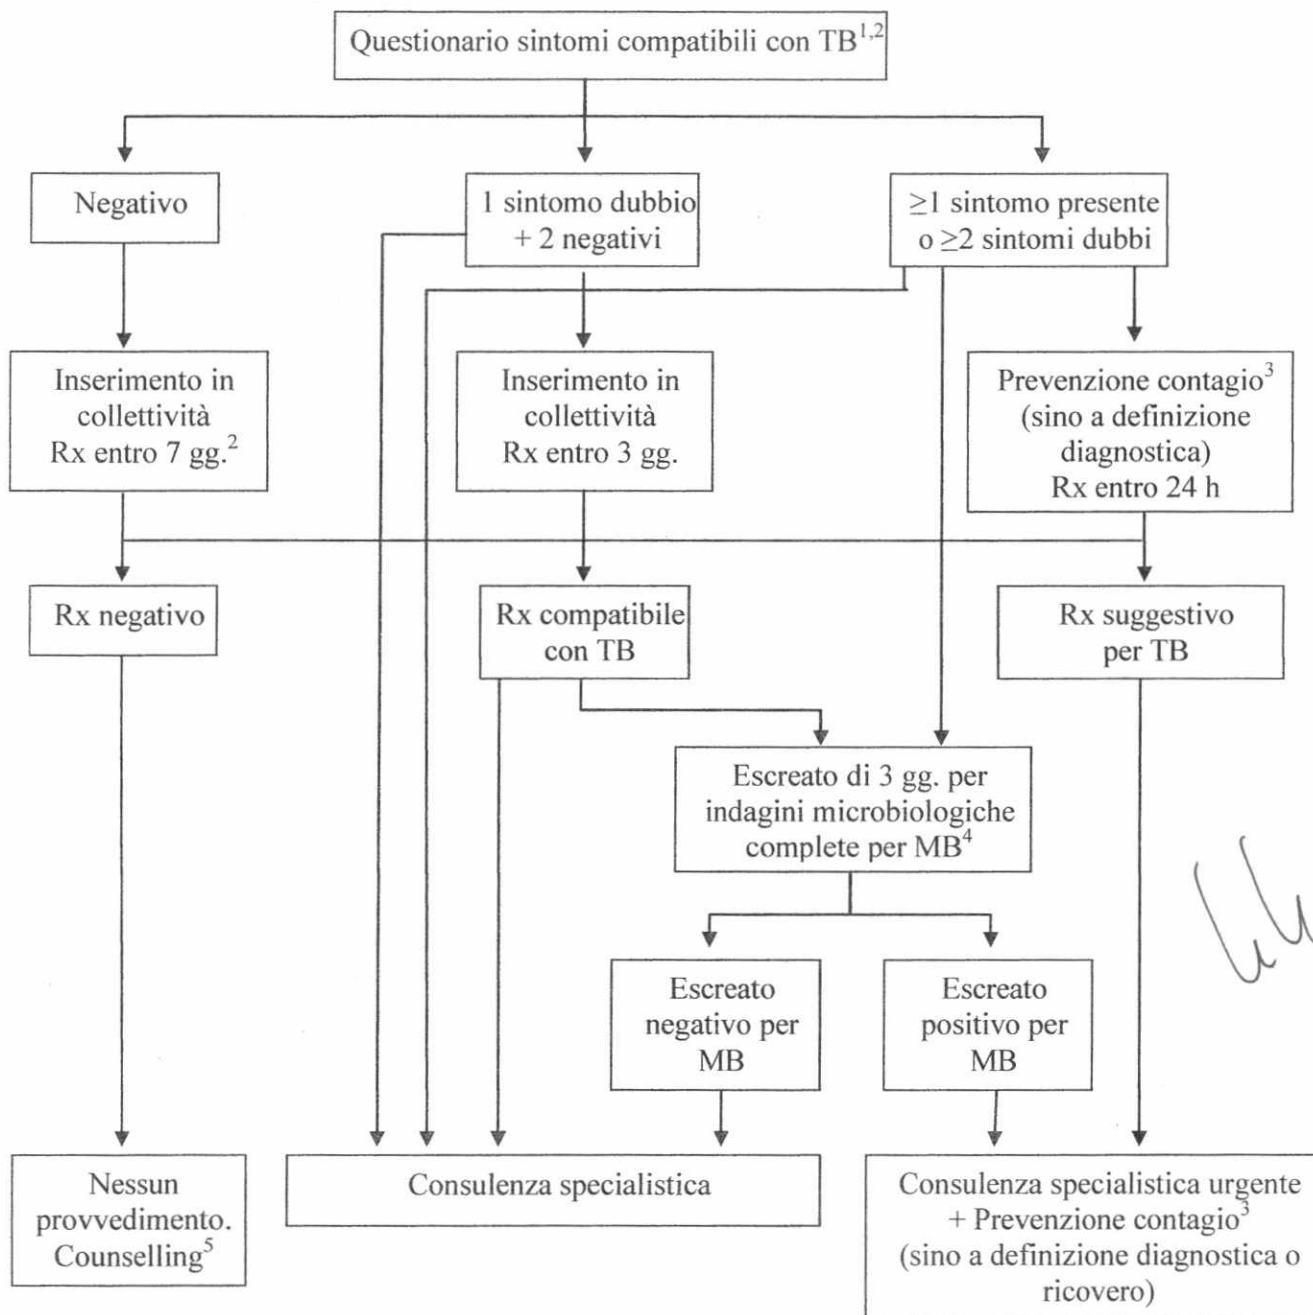 Questionario sintomi compatibili con TB1,2
Negativo
1 sintomo dubbio
+ 2 negativi
≥1 sintomo presente
o ≥2 sintomi dubbi
Inserimento in
collettività
Rx entro 7 gg.2
Inserimento in
collettività
Rx entro 3 gg.
Prevenzione contagio3
(sino a definizione
diagnostica)
Rx entro 24 h
Rx negativo
Rx compatibile
con TB
Rx suggestivo
per TB
Escreato di 3 gg. per
indagini microbiologiche
complete per MB4
Escreato
negativo per
MB
Escreato
positivo per
MB
Nessun
provvedimento.
Counselling5
Consulenza specialistica
Consulenza specialistica urgente
+ Prevenzione contagio3
(sino a definizione diagnostica o
ricovero)